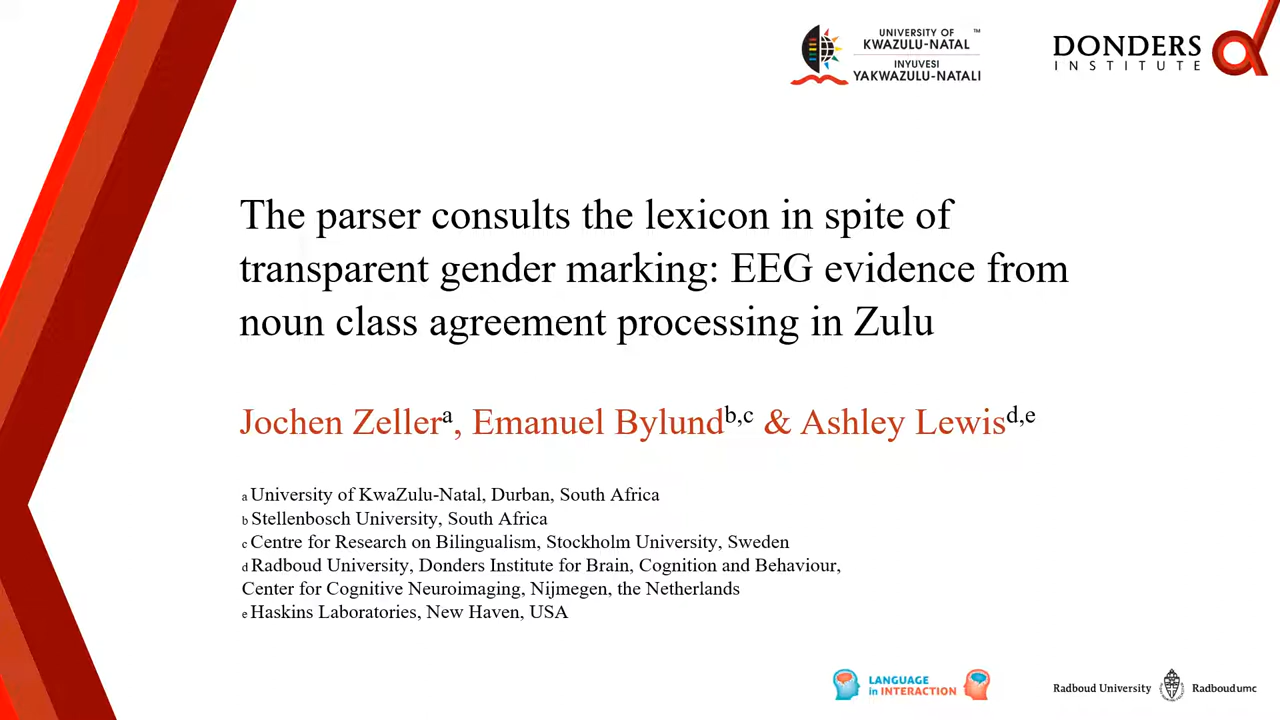 UNIVERSITY OF ™
KWAZULU-NATAL
INYUVESI
YAKWAZULU-NATALI
DONDERS
INSTITUTE
The parser consults the lexicon in spite of
transparent gender marking: EEG evidence from
noun class agreement processing in Zulu
Jochen Zellerᵃ, Emanuel Bylundᵇ,ᶜ & Ashley Lewisᵈ,ᵉ
a University of KwaZulu-Natal, Durban, South Africa
b Stellenbosch University, South Africa
c Centre for Research on Bilingualism, Stockholm University, Sweden
d Radboud University, Donders Institute for Brain, Cognition and Behaviour,
Center for Cognitive Neuroimaging, Nijmegen, the Netherlands
e Haskins Laboratories, New Haven, USA
LANGUAGE
in INTERACTION
Radboud University Radboudumc